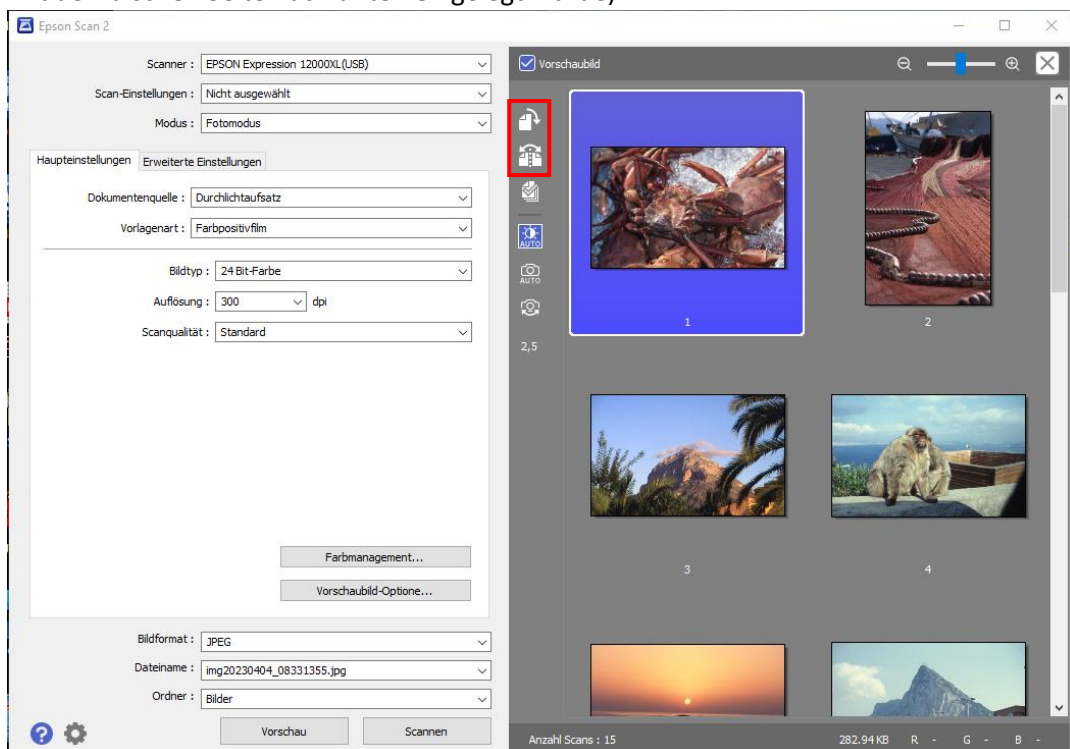 Epson Scan 2
Scanner : EPSON Expression 12000XL(USB)
Scan-Einstellungen : Nicht ausgewählt
Modus : Fotomodus
Haupteinstellungen Erweiterte Einstellungen
Dokumentenquelle : Durchlichtaufsatz
Vorlagenart : Farbpositivfilm
Bildtyp : 24 Bit-Farbe
Auflösung : 300 dpi
Scanqualität : Standard
Farbmanagement...
Vorschaubild-Optione...
Bildformat : JPEG
Dateiname : img20230404_08331355.jpg
Ordner : Bilder
Vorschau Scannen
Vorschaubild
AUTO
AUTO
2,5
1 2
3 4
Anzahl Scans : 15 282.94 KB R - G - B -